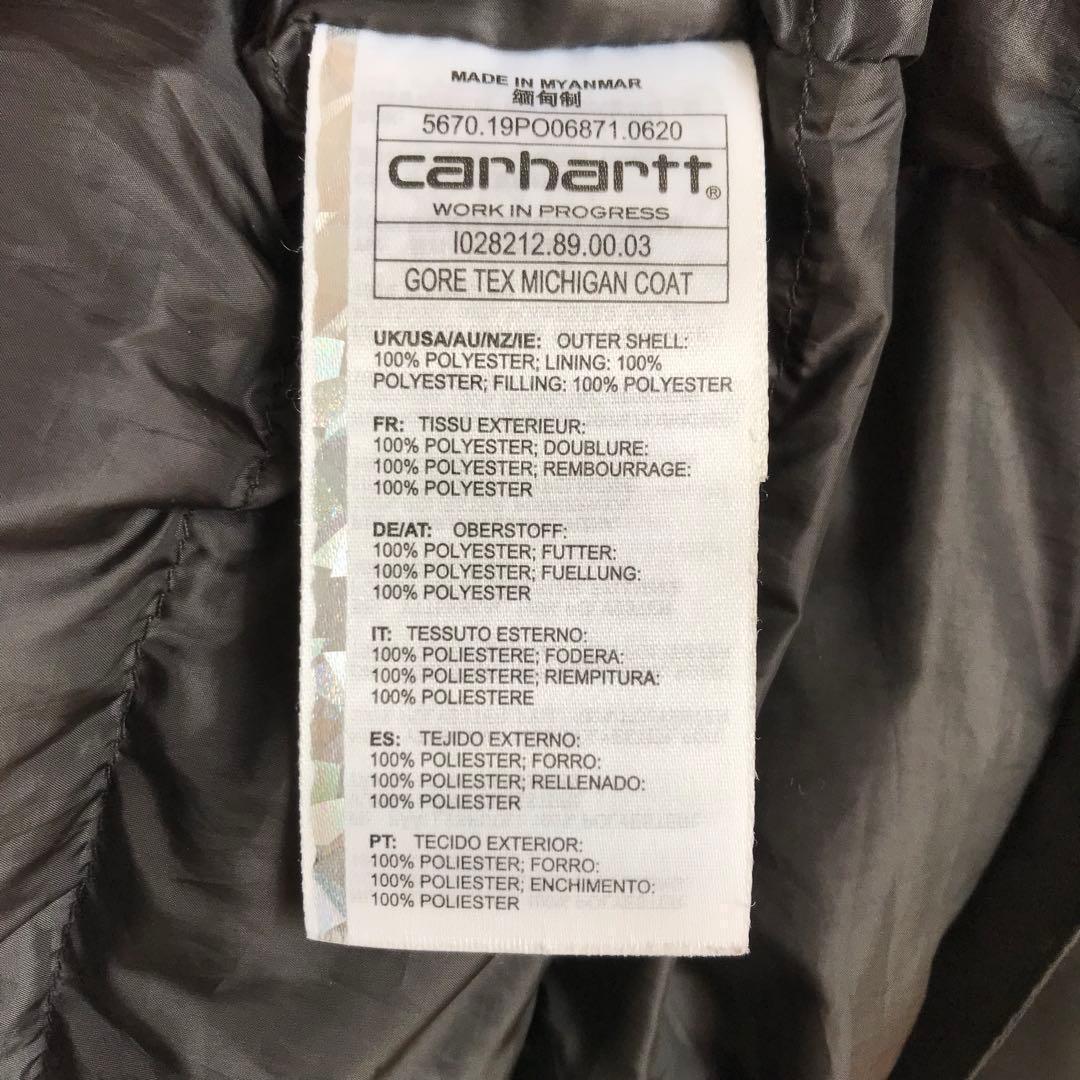 MADE IN MYANMAR
缅甸制
5670.19PO06871.0620
carhartt®
WORK IN PROGRESS
I028212.89.00.03
GORE TEX MICHIGAN COAT
UK/USA/AU/NZ/IE: OUTER SHELL:
100% POLYESTER; LINING: 100%
POLYESTER; FILLING: 100% POLYESTER
FR: TISSU EXTERIEUR:
100% POLYESTER; DOUBLURE:
100% POLYESTER; REMBOURRAGE:
100% POLYESTER
DE/AT: OBERSTOFF:
100% POLYESTER; FUTTER:
100% POLYESTER; FUELLUNG:
100% POLYESTER
IT: TESSUTO ESTERNO:
100% POLIESTERE; FODERA:
100% POLIESTERE; RIEMPITURA:
100% POLIESTERE
ES: TEJIDO EXTERNO:
100% POLIESTER; FORRO:
100% POLIESTER; RELLENADO:
100% POLIESTER
PT: TECIDO EXTERIOR:
100% POLIESTER; FORRO:
100% POLIESTER; ENCHIMENTO:
100% POLIESTER